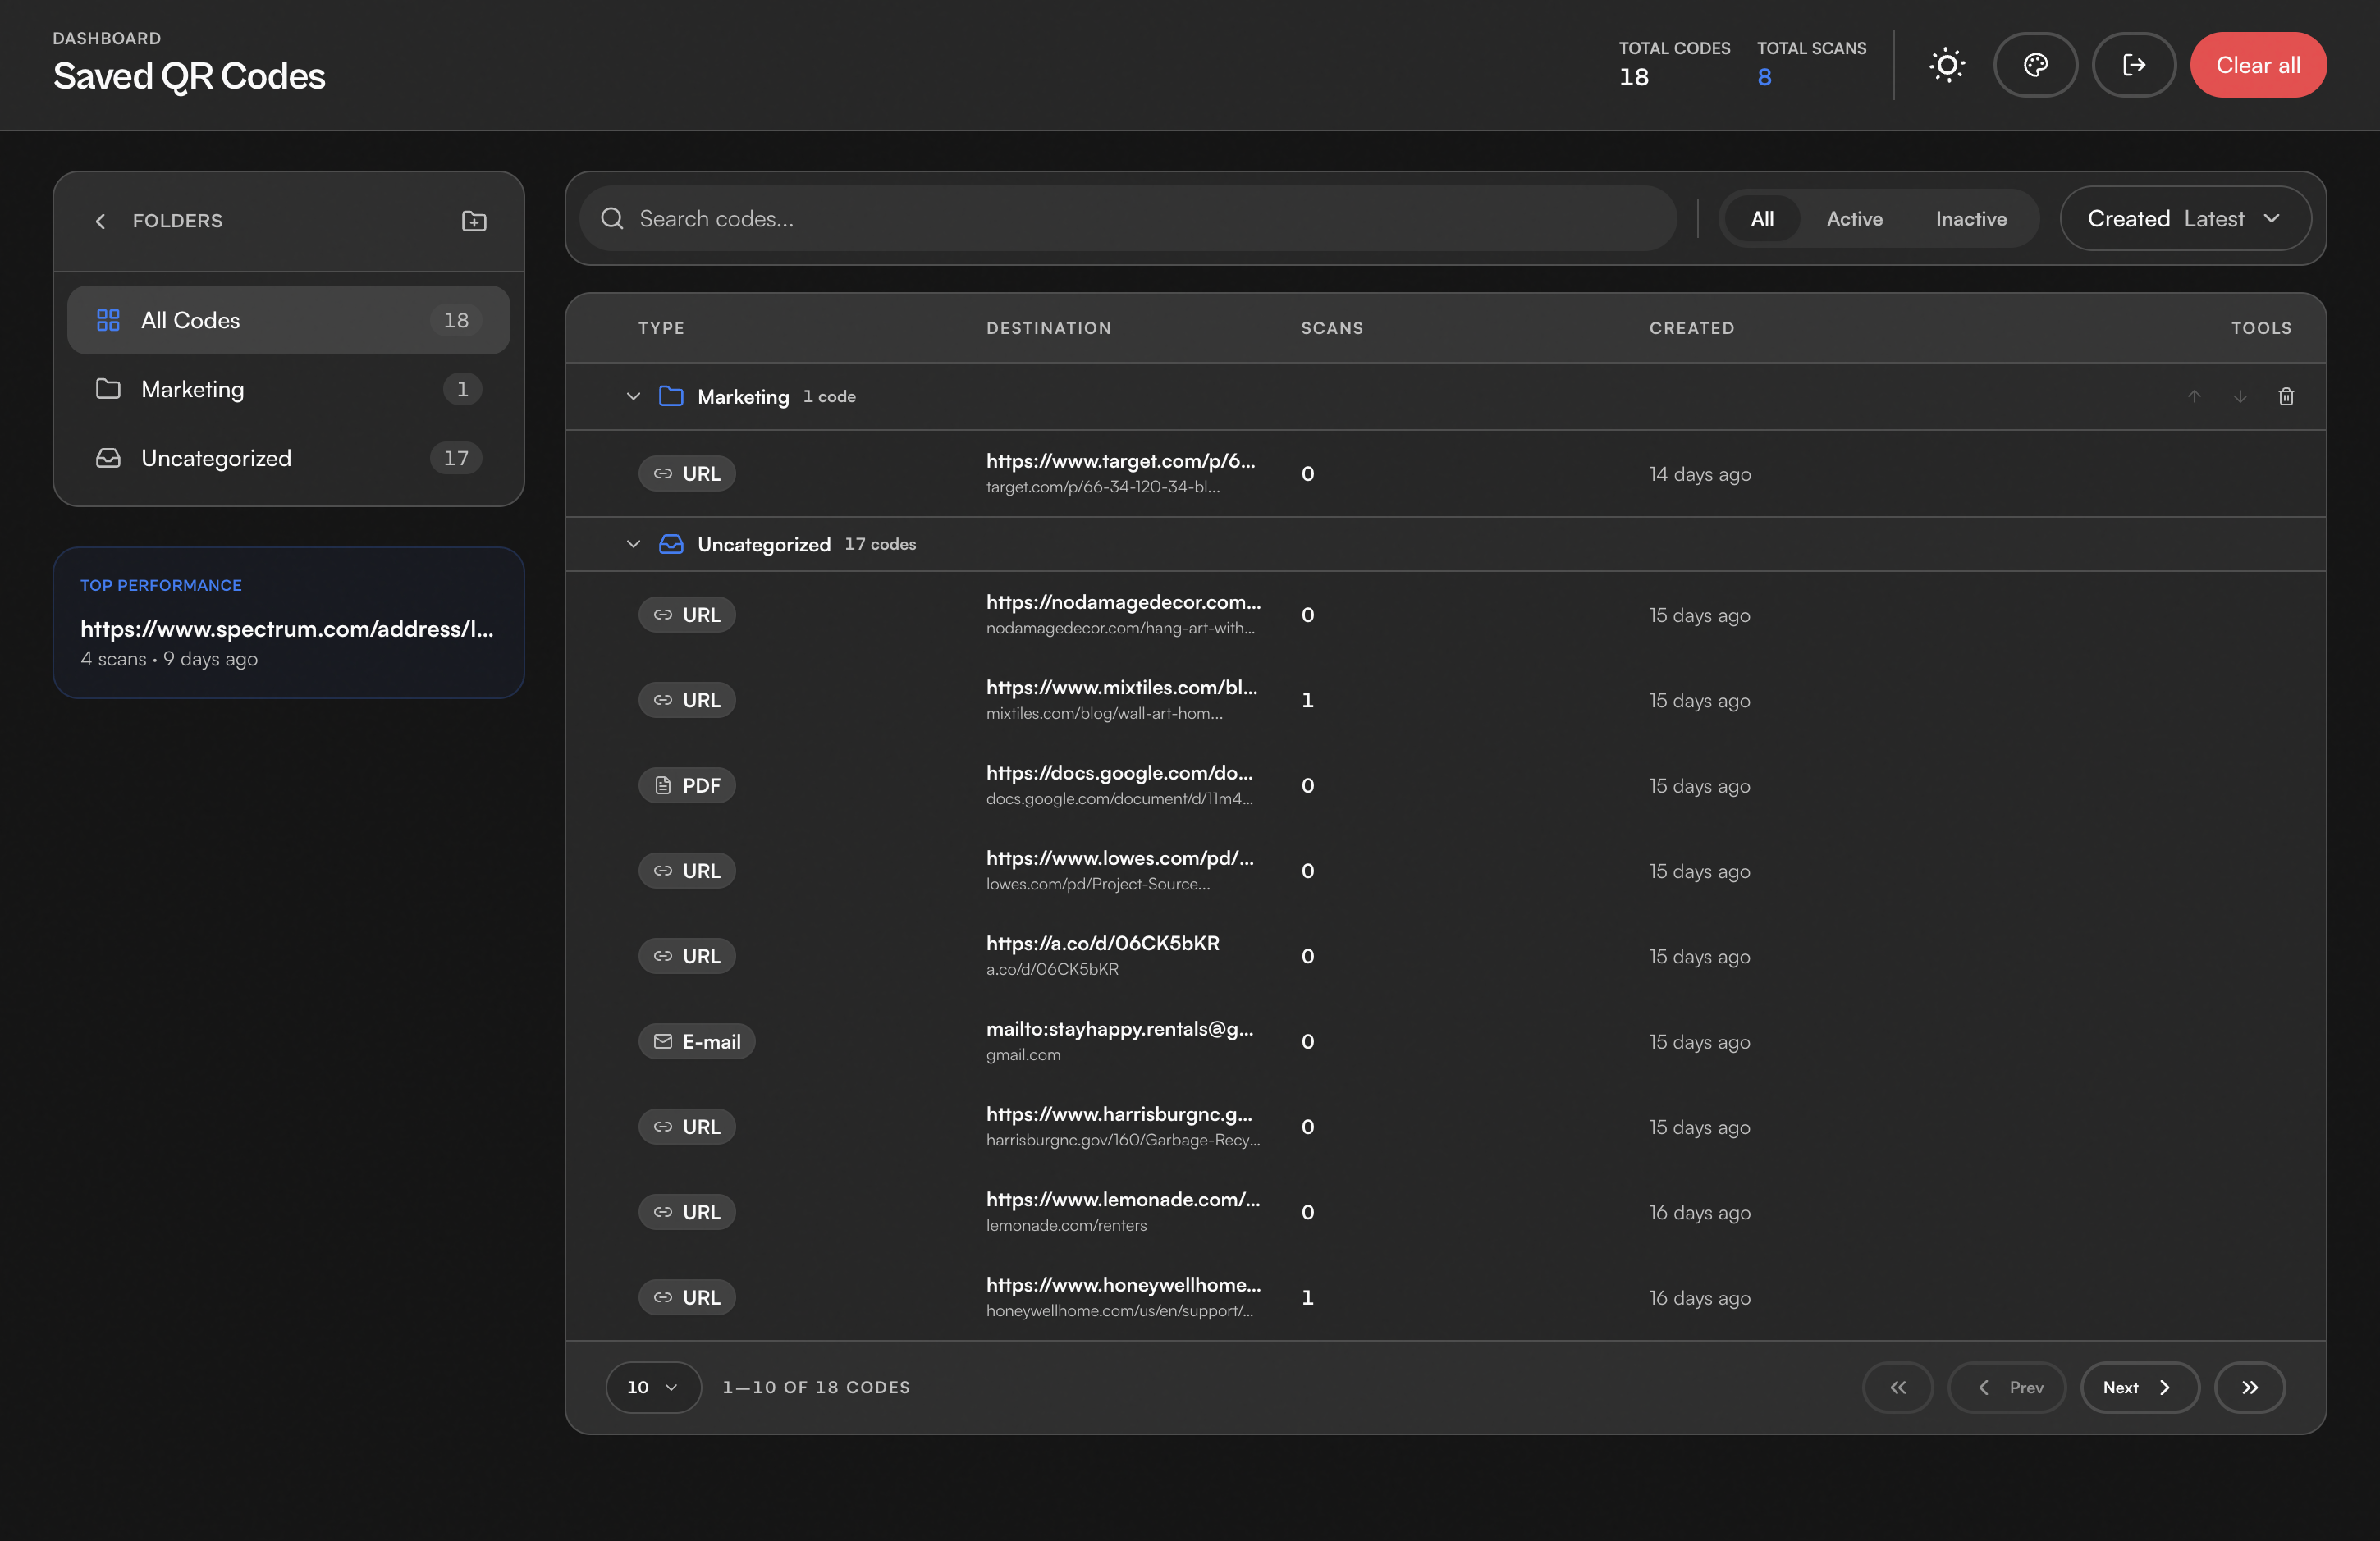 DASHBOARD
Saved QR Codes
TOTAL CODES
18
TOTAL SCANS
8
Clear all
FOLDERS
All Codes 18
Marketing 1
Uncategorized 17
TOP PERFORMANCE
https://www.spectrum.com/address/l...
4 scans • 9 days ago
Search codes...
All Active Inactive
Created Latest
TYPE DESTINATION SCANS CREATED TOOLS
Marketing 1 code
URL https://www.target.com/p/6... 0 14 days ago
target.com/p/66-34-120-34-bl...
Uncategorized 17 codes
URL https://nodamagedecor.com... 0 15 days ago
nodamagedecor.com/hang-art-with...
URL https://www.mixtiles.com/bl... 1 15 days ago
mixtiles.com/blog/wall-art-hom...
PDF https://docs.google.com/do... 0 15 days ago
docs.google.com/document/d/11m4...
URL https://www.lowes.com/pd/... 0 15 days ago
lowes.com/pd/Project-Source...
URL https://a.co/d/06CK5bKR 0 15 days ago
a.co/d/06CK5bKR
E-mail mailto:stayhappy.rentals@g... 0 15 days ago
gmail.com
URL https://www.harrisburgnc.g... 0 15 days ago
harrisburgnc.gov/160/Garbage-Recy...
URL https://www.lemonade.com/... 0 16 days ago
lemonade.com/renters
URL https://www.honeywellhome... 1 16 days ago
honeywellhome.com/us/en/support/...
10 1—10 OF 18 CODES
Prev Next